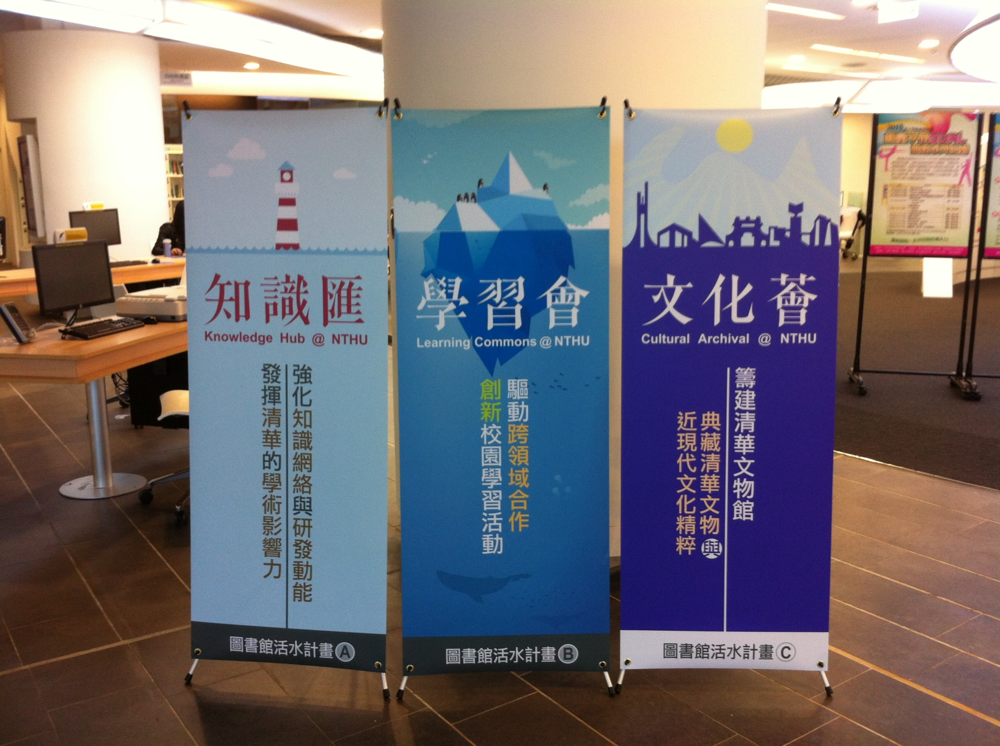 知識匯
Knowledge Hub @ NTHU
強化知識網絡與研發動能
發揮清華的學術影響力
圖書館活水計畫A
學習會
Learning Commons @ NTHU
驅動跨領域合作
創新校園學習活動
圖書館活水計畫B
文化薈
Cultural Archival @ NTHU
籌建清華文物館
典藏清華文物與
近現代文化精粹
圖書館活水計畫C